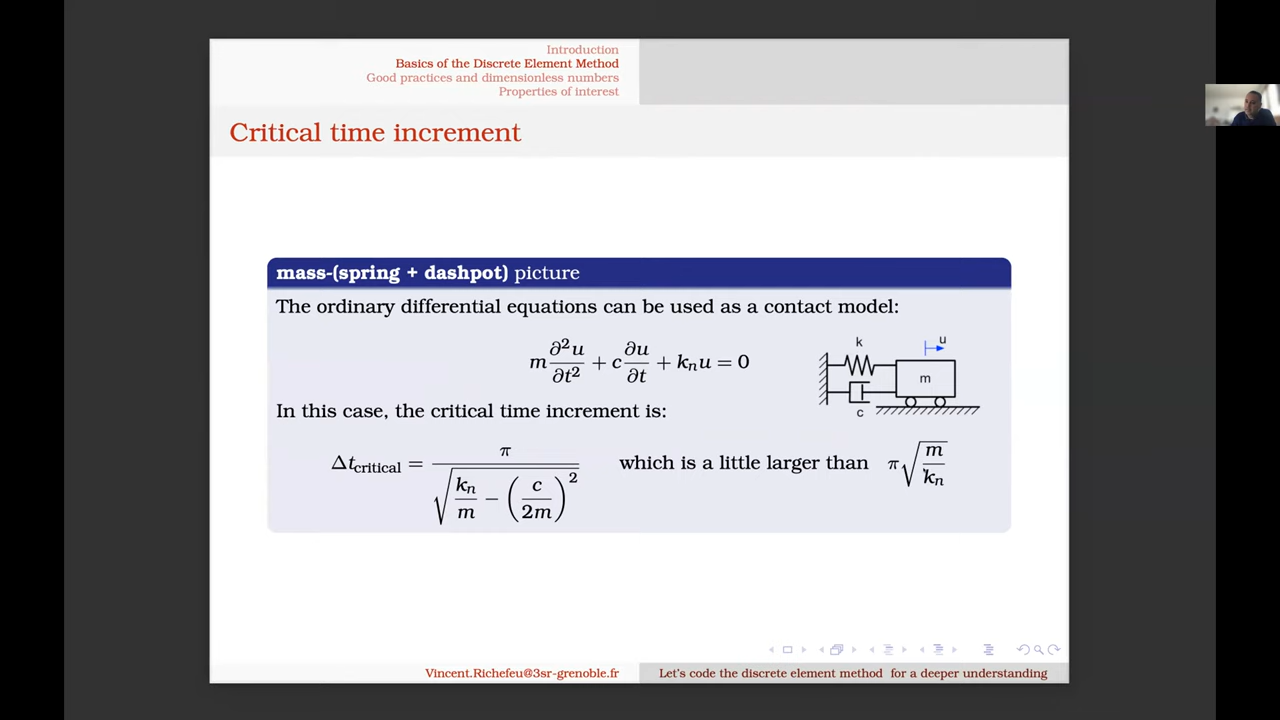 Introduction
Basics of the Discrete Element Method
Good practices and dimensionless numbers
Properties of interest
Critical time increment
mass-(spring + dashpot) picture
The ordinary differential equations can be used as a contact model:
m ∂²u/∂t² + c ∂u/∂t + kₙu = 0
k
u
m
c
In this case, the critical time increment is:
Δt_critical = π / √(kₙ/m − (c/2m)²) which is a little larger than π√(m/kₙ)
Vincent.Richefeu@3sr-grenoble.fr
Let's code the discrete element method for a deeper understanding